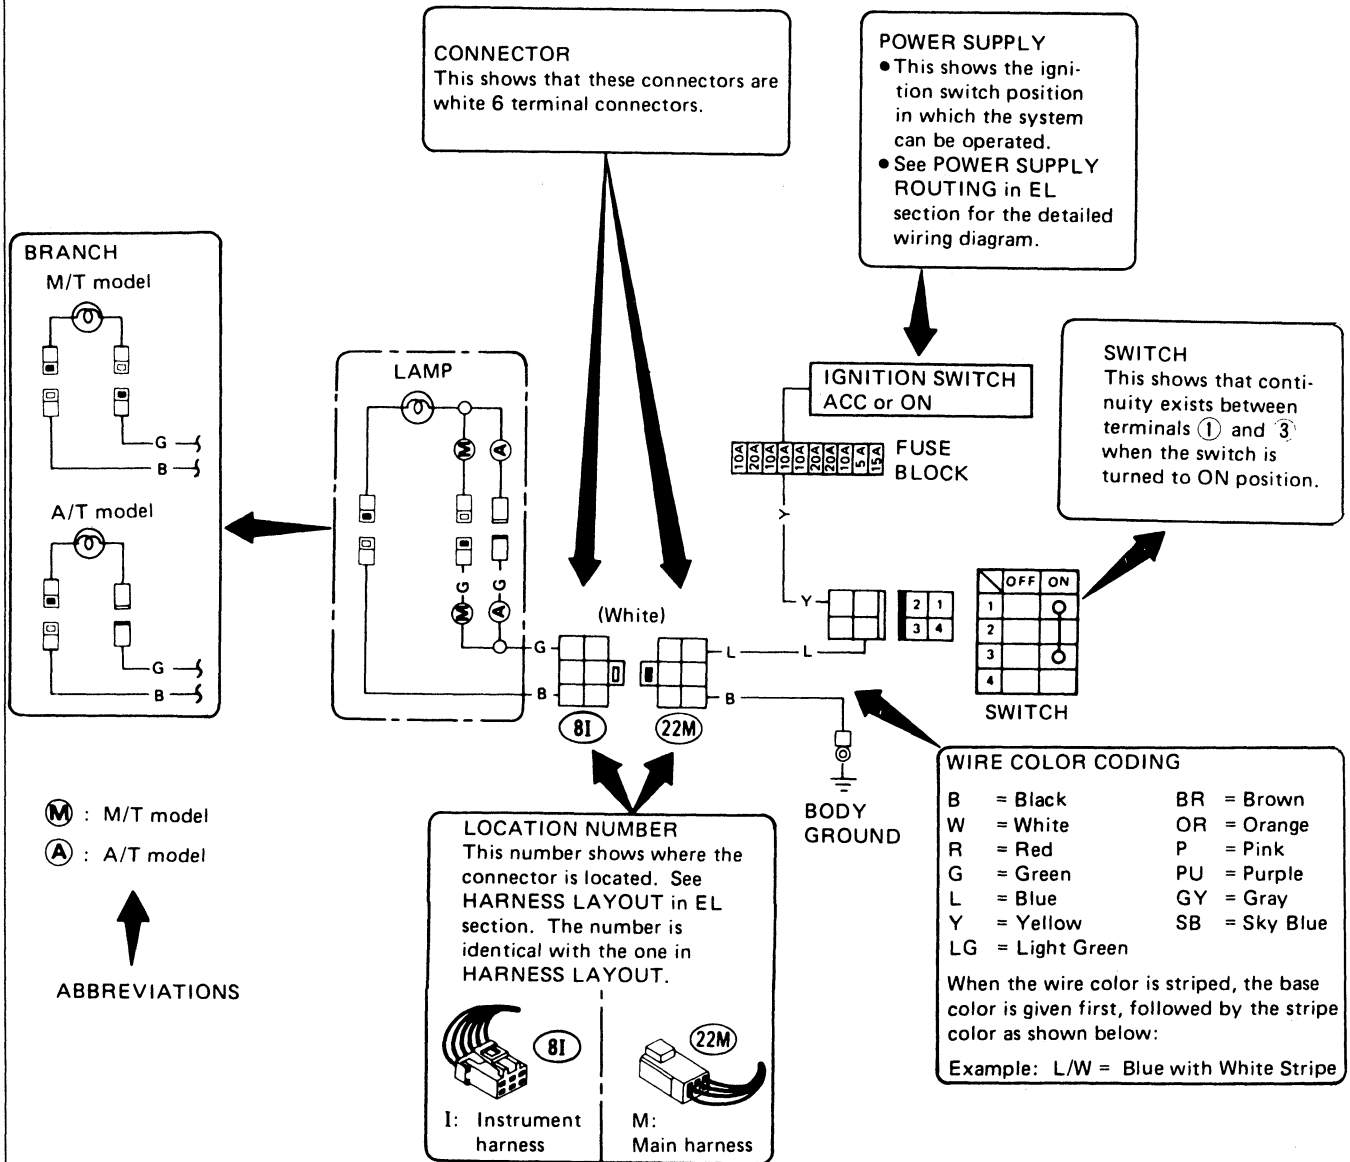 CONNECTOR
This shows that these connectors are
white 6 terminal connectors.
POWER SUPPLY
● This shows the igni-
tion switch position
in which the system
can be operated.
● See POWER SUPPLY
ROUTING in EL
section for the detailed
wiring diagram.
BRANCH
M/T model
G
B
A/T model
G
B
LAMP
M
A
G
G
M
A
G
B
(White)
8I
22M
L
L
B
IGNITION SWITCH
ACC or ON
10A
20A
10A
10A
10A
20A
20A
10A
5A
15A
FUSE
BLOCK
Y
Y
2 1
3 4
SWITCH
This shows that conti-
nuity exists between
terminals ① and ③
when the switch is
turned to ON position.
OFF ON
1
2
3
4
SWITCH
BODY
GROUND
M : M/T model
A : A/T model
ABBREVIATIONS
LOCATION NUMBER
This number shows where the
connector is located. See
HARNESS LAYOUT in EL
section. The number is
identical with the one in
HARNESS LAYOUT.
8I
22M
I: Instrument
harness
M:
Main harness
WIRE COLOR CODING
B = Black
W = White
R = Red
G = Green
L = Blue
Y = Yellow
LG = Light Green
BR = Brown
OR = Orange
P = Pink
PU = Purple
GY = Gray
SB = Sky Blue
When the wire color is striped, the base
color is given first, followed by the stripe
color as shown below:
Example: L/W = Blue with White Stripe